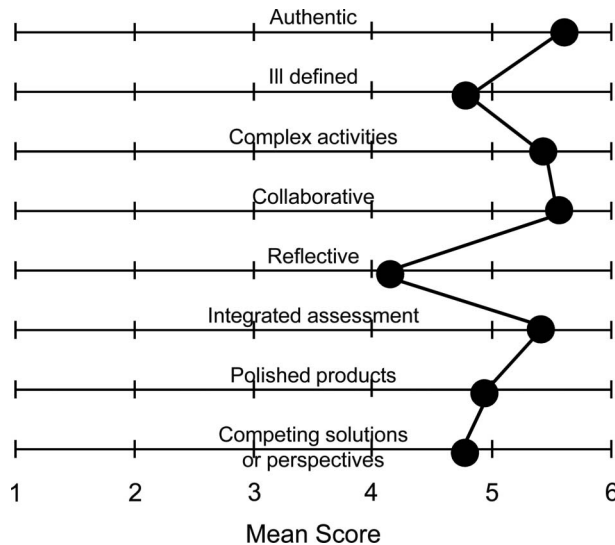 Authentic
Ill defined
Complex activities
Collaborative
Reflective
Integrated assessment
Polished products
Competing solutions
or perspectives
1 2 3 4 5 6
Mean Score